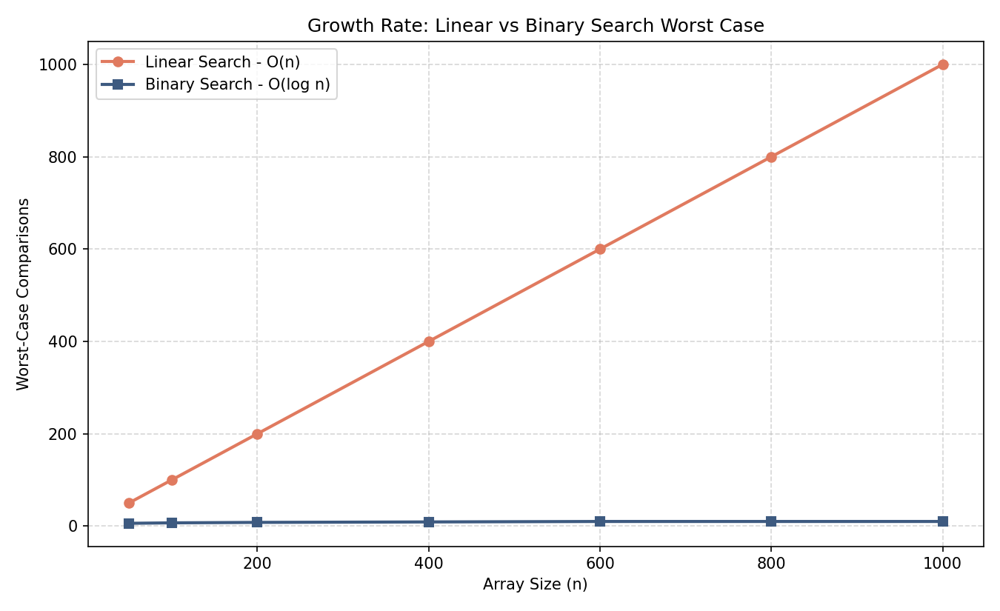 Growth Rate: Linear vs Binary Search Worst Case
Linear Search - O(n)
Binary Search - O(log n)
1000
800
600
400
200
0
Worst-Case Comparisons
200 400 600 800 1000
Array Size (n)